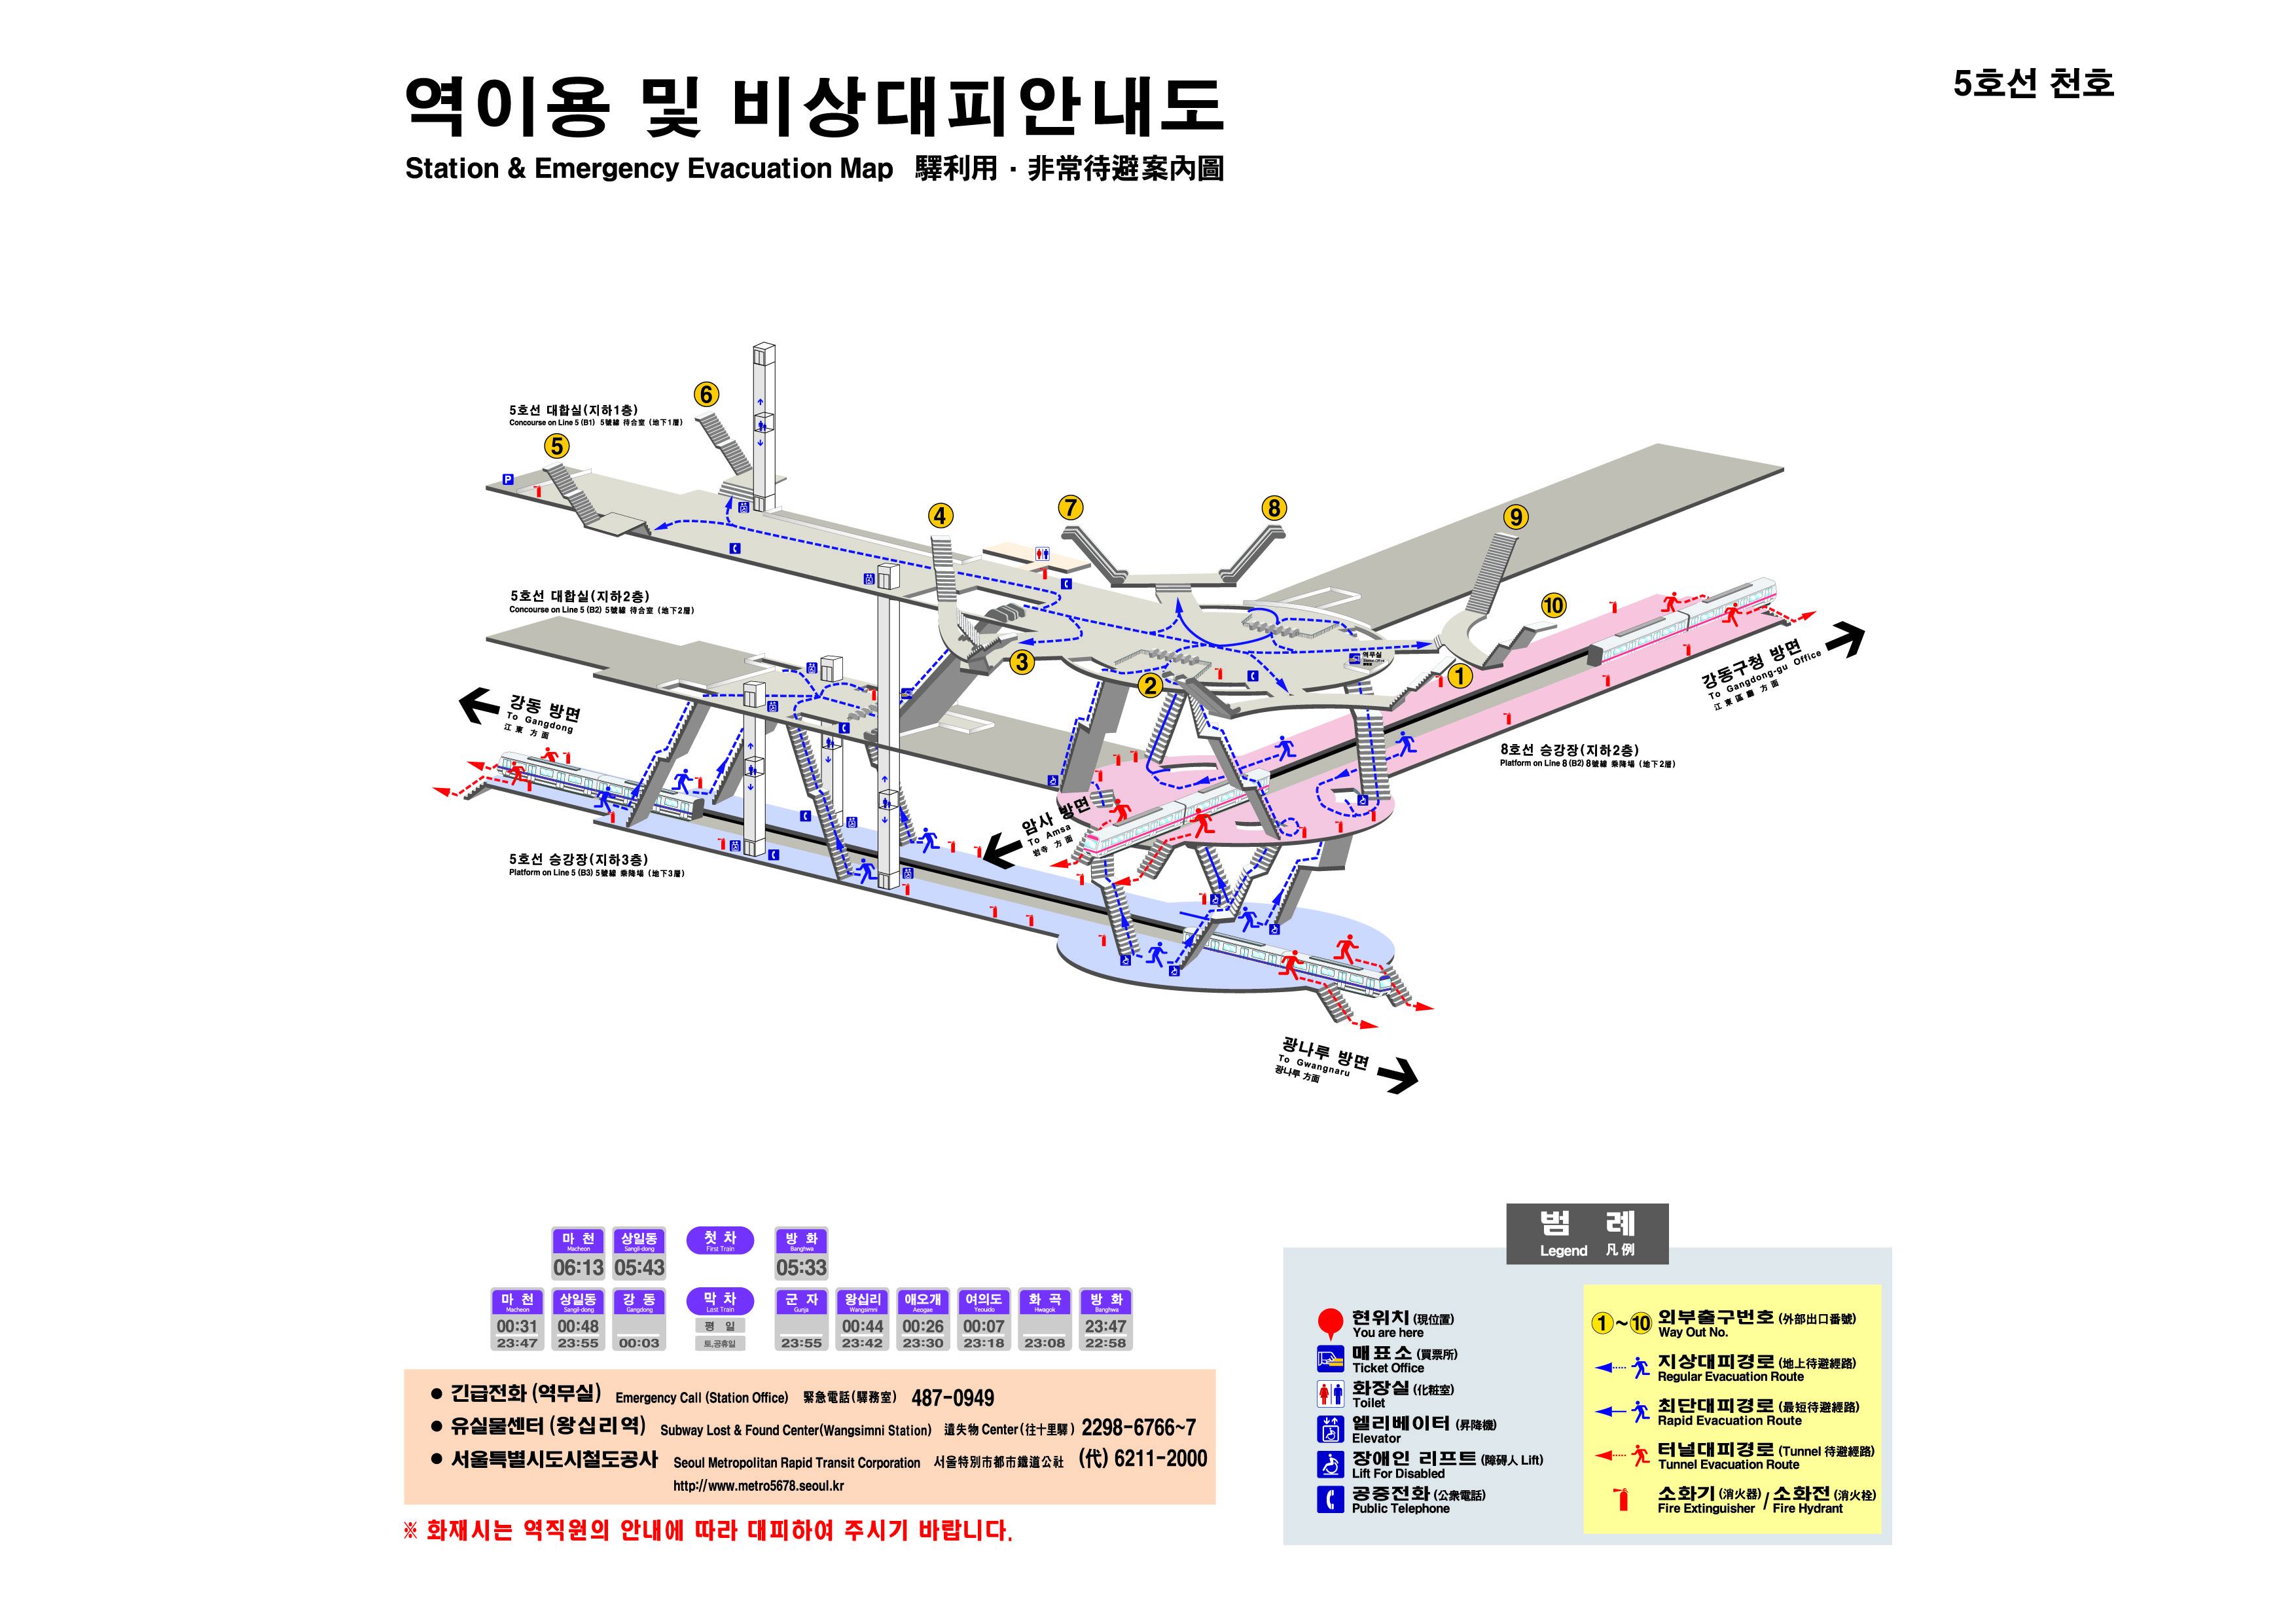 역이용 및 비상대피안내도
Station & Emergency Evacuation Map 驛利用 · 非常待避案內圖
5호선 천호
6
5호선 대합실(지하1층)
Concourse on Line 5 (B1) 5號線 待合室 (地下1層)
5
P
4
7
8
9
5호선 대합실(지하2층)
Concourse on Line 5 (B2) 5號線 待合室 (地下2層)
10
역무실
3
2
1
강동 방면
To Gangdong
江東 方面
강동구청 방면
To Gangdong-gu Office
江東區廳 方面
8호선 승강장(지하2층)
Platform on Line 8 (B2) 8號線 乘降場 (地下2層)
암사 방면
To Amsa
岩寺 方面
5호선 승강장(지하3층)
Platform on Line 5 (B3) 5號線 乘降場 (地下3層)
광나루 방면
To Gwangnaru
광나루 方面
마천 상일동 첫차 방화
Macheon Sangil-dong First Train Banghwa
06:13 05:43 05:33
마천 상일동 강동 막차 군자 왕십리 애오개 여의도 화곡 방화
Macheon Sangil-dong Gangdong Last Train Gunja Wangsimni Aeogae Yeouido Hwagok Banghwa
00:31 00:48 평일 00:44 00:26 00:07 23:47
23:47 23:55 00:03 토,공휴일 23:55 23:42 23:30 23:18 23:08 22:58
● 긴급전화 (역무실) Emergency Call (Station Office) 緊急電話 (驛務室) 487-0949
● 유실물센터 (왕십리역) Subway Lost & Found Center(Wangsimni Station) 遺失物 Center (往十里驛) 2298-6766~7
● 서울특별시도시철도공사 Seoul Metropolitan Rapid Transit Corporation 서울特別市都市鐵道公社 (代) 6211-2000
http://www.metro5678.seoul.kr
※ 화재시는 역직원의 안내에 따라 대피하여 주시기 바랍니다.
범 례
Legend 凡例
현위치 (現位置)
You are here
매표소 (買票所)
Ticket Office
화장실 (化粧室)
Toilet
엘리베이터 (昇降機)
Elevator
장애인 리프트 (障碍人 Lift)
Lift For Disabled
공중전화 (公衆電話)
Public Telephone
1~10 외부출구번호 (外部出口番號)
Way Out No.
지상대피경로 (地上待避經路)
Regular Evacuation Route
최단대피경로 (最短待避經路)
Rapid Evacuation Route
터널대피경로 (Tunnel 待避經路)
Tunnel Evacuation Route
소화기 (消火器) / 소화전 (消火栓)
Fire Extinguisher / Fire Hydrant